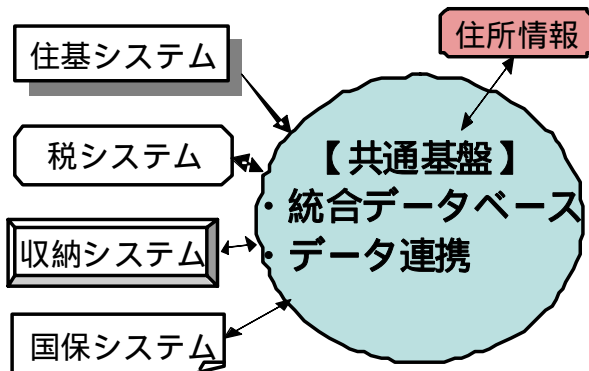 住基システム
住所情報
税システム
収納システム
国保システム
【共通基盤】
・統合データベース
・データ連携